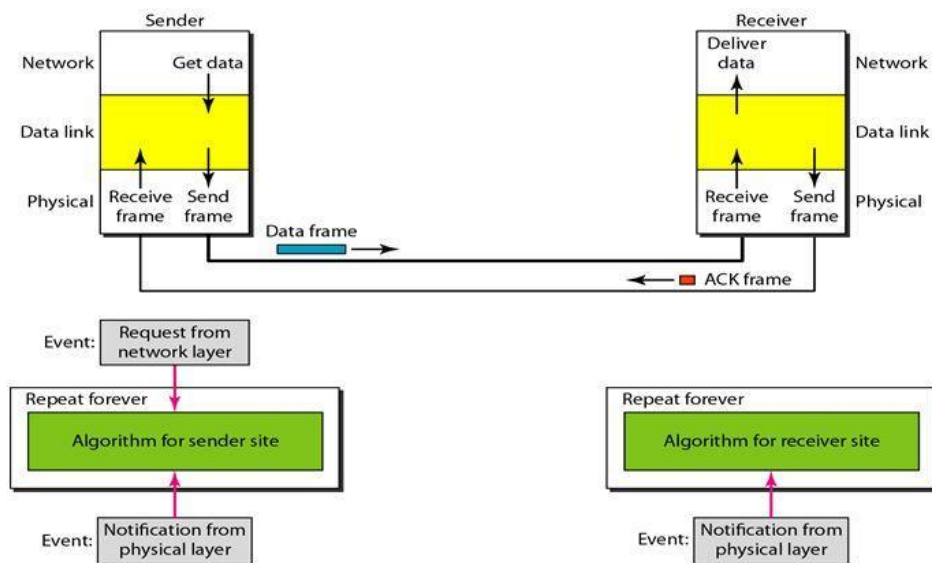 Sender
Receiver
Network
Get data
Deliver
data
Network
Data link
Data link
Physical
Receive
frame
Send
frame
Receive
frame
Send
frame
Physical
Data frame
ACK frame
Event:
Request from
network layer
Repeat forever
Algorithm for sender site
Repeat forever
Algorithm for receiver site
Event:
Notification from
physical layer
Event:
Notification from
physical layer